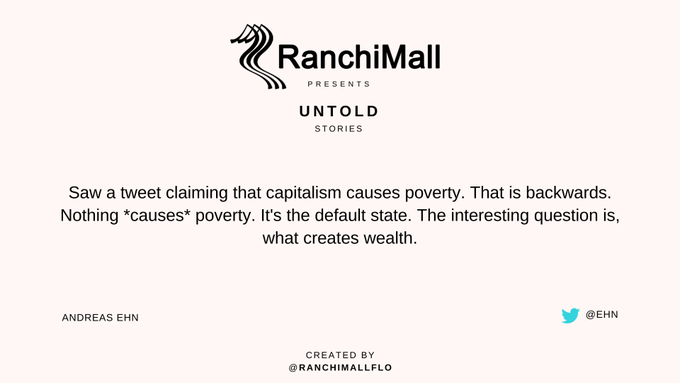 RanchiMall
PRESENTS
UNTOLD
STORIES
Saw a tweet claiming that capitalism causes poverty. That is backwards.
Nothing *causes* poverty. It's the default state. The interesting question is,
what creates wealth.
ANDREAS EHN
@EHN
CREATED BY
@RANCHIMALLFLO